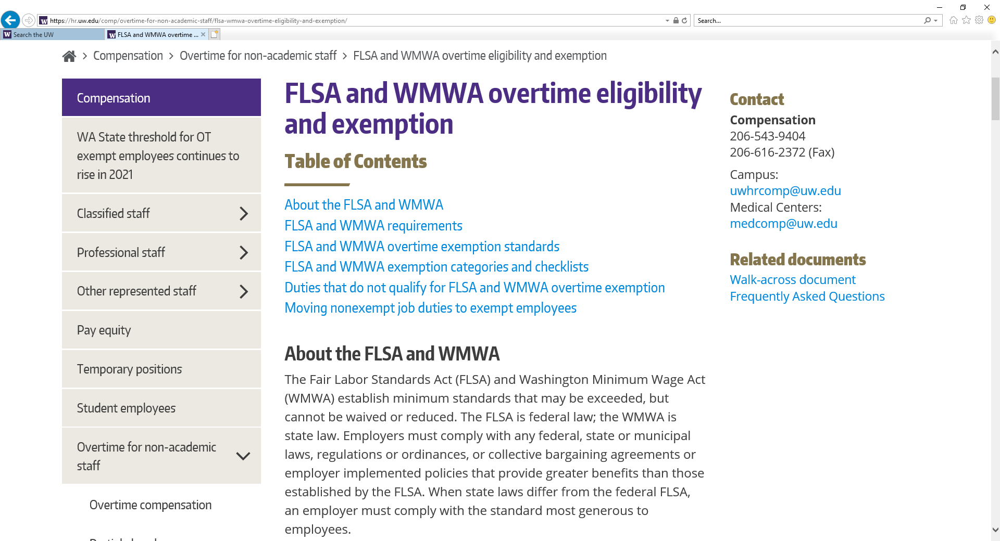 https://hr.uw.edu/comp/overtime-for-non-academic-staff/flsa-wmwa-overtime-eligibility-and-exemption/
Search...
W Search the UW
W FLSA and WMWA overtime ...
Compensation > Overtime for non-academic staff > FLSA and WMWA overtime eligibility and exemption
Compensation
WA State threshold for OT
exempt employees continues to
rise in 2021
Classified staff
Professional staff
Other represented staff
Pay equity
Temporary positions
Student employees
Overtime for non-academic
staff
Overtime compensation
FLSA and WMWA overtime eligibility
and exemption
Table of Contents
About the FLSA and WMWA
FLSA and WMWA requirements
FLSA and WMWA overtime exemption standards
FLSA and WMWA exemption categories and checklists
Duties that do not qualify for FLSA and WMWA overtime exemption
Moving nonexempt job duties to exempt employees
About the FLSA and WMWA
The Fair Labor Standards Act (FLSA) and Washington Minimum Wage Act
(WMWA) establish minimum standards that may be exceeded, but
cannot be waived or reduced. The FLSA is federal law; the WMWA is
state law. Employers must comply with any federal, state or municipal
laws, regulations or ordinances, or collective bargaining agreements or
employer implemented policies that provide greater benefits than those
established by the FLSA. When state laws differ from the federal FLSA,
an employer must comply with the standard most generous to
employees.
Contact
Compensation
206-543-9404
206-616-2372 (Fax)
Campus:
uwhrcomp@uw.edu
Medical Centers:
medcomp@uw.edu
Related documents
Walk-across document
Frequently Asked Questions